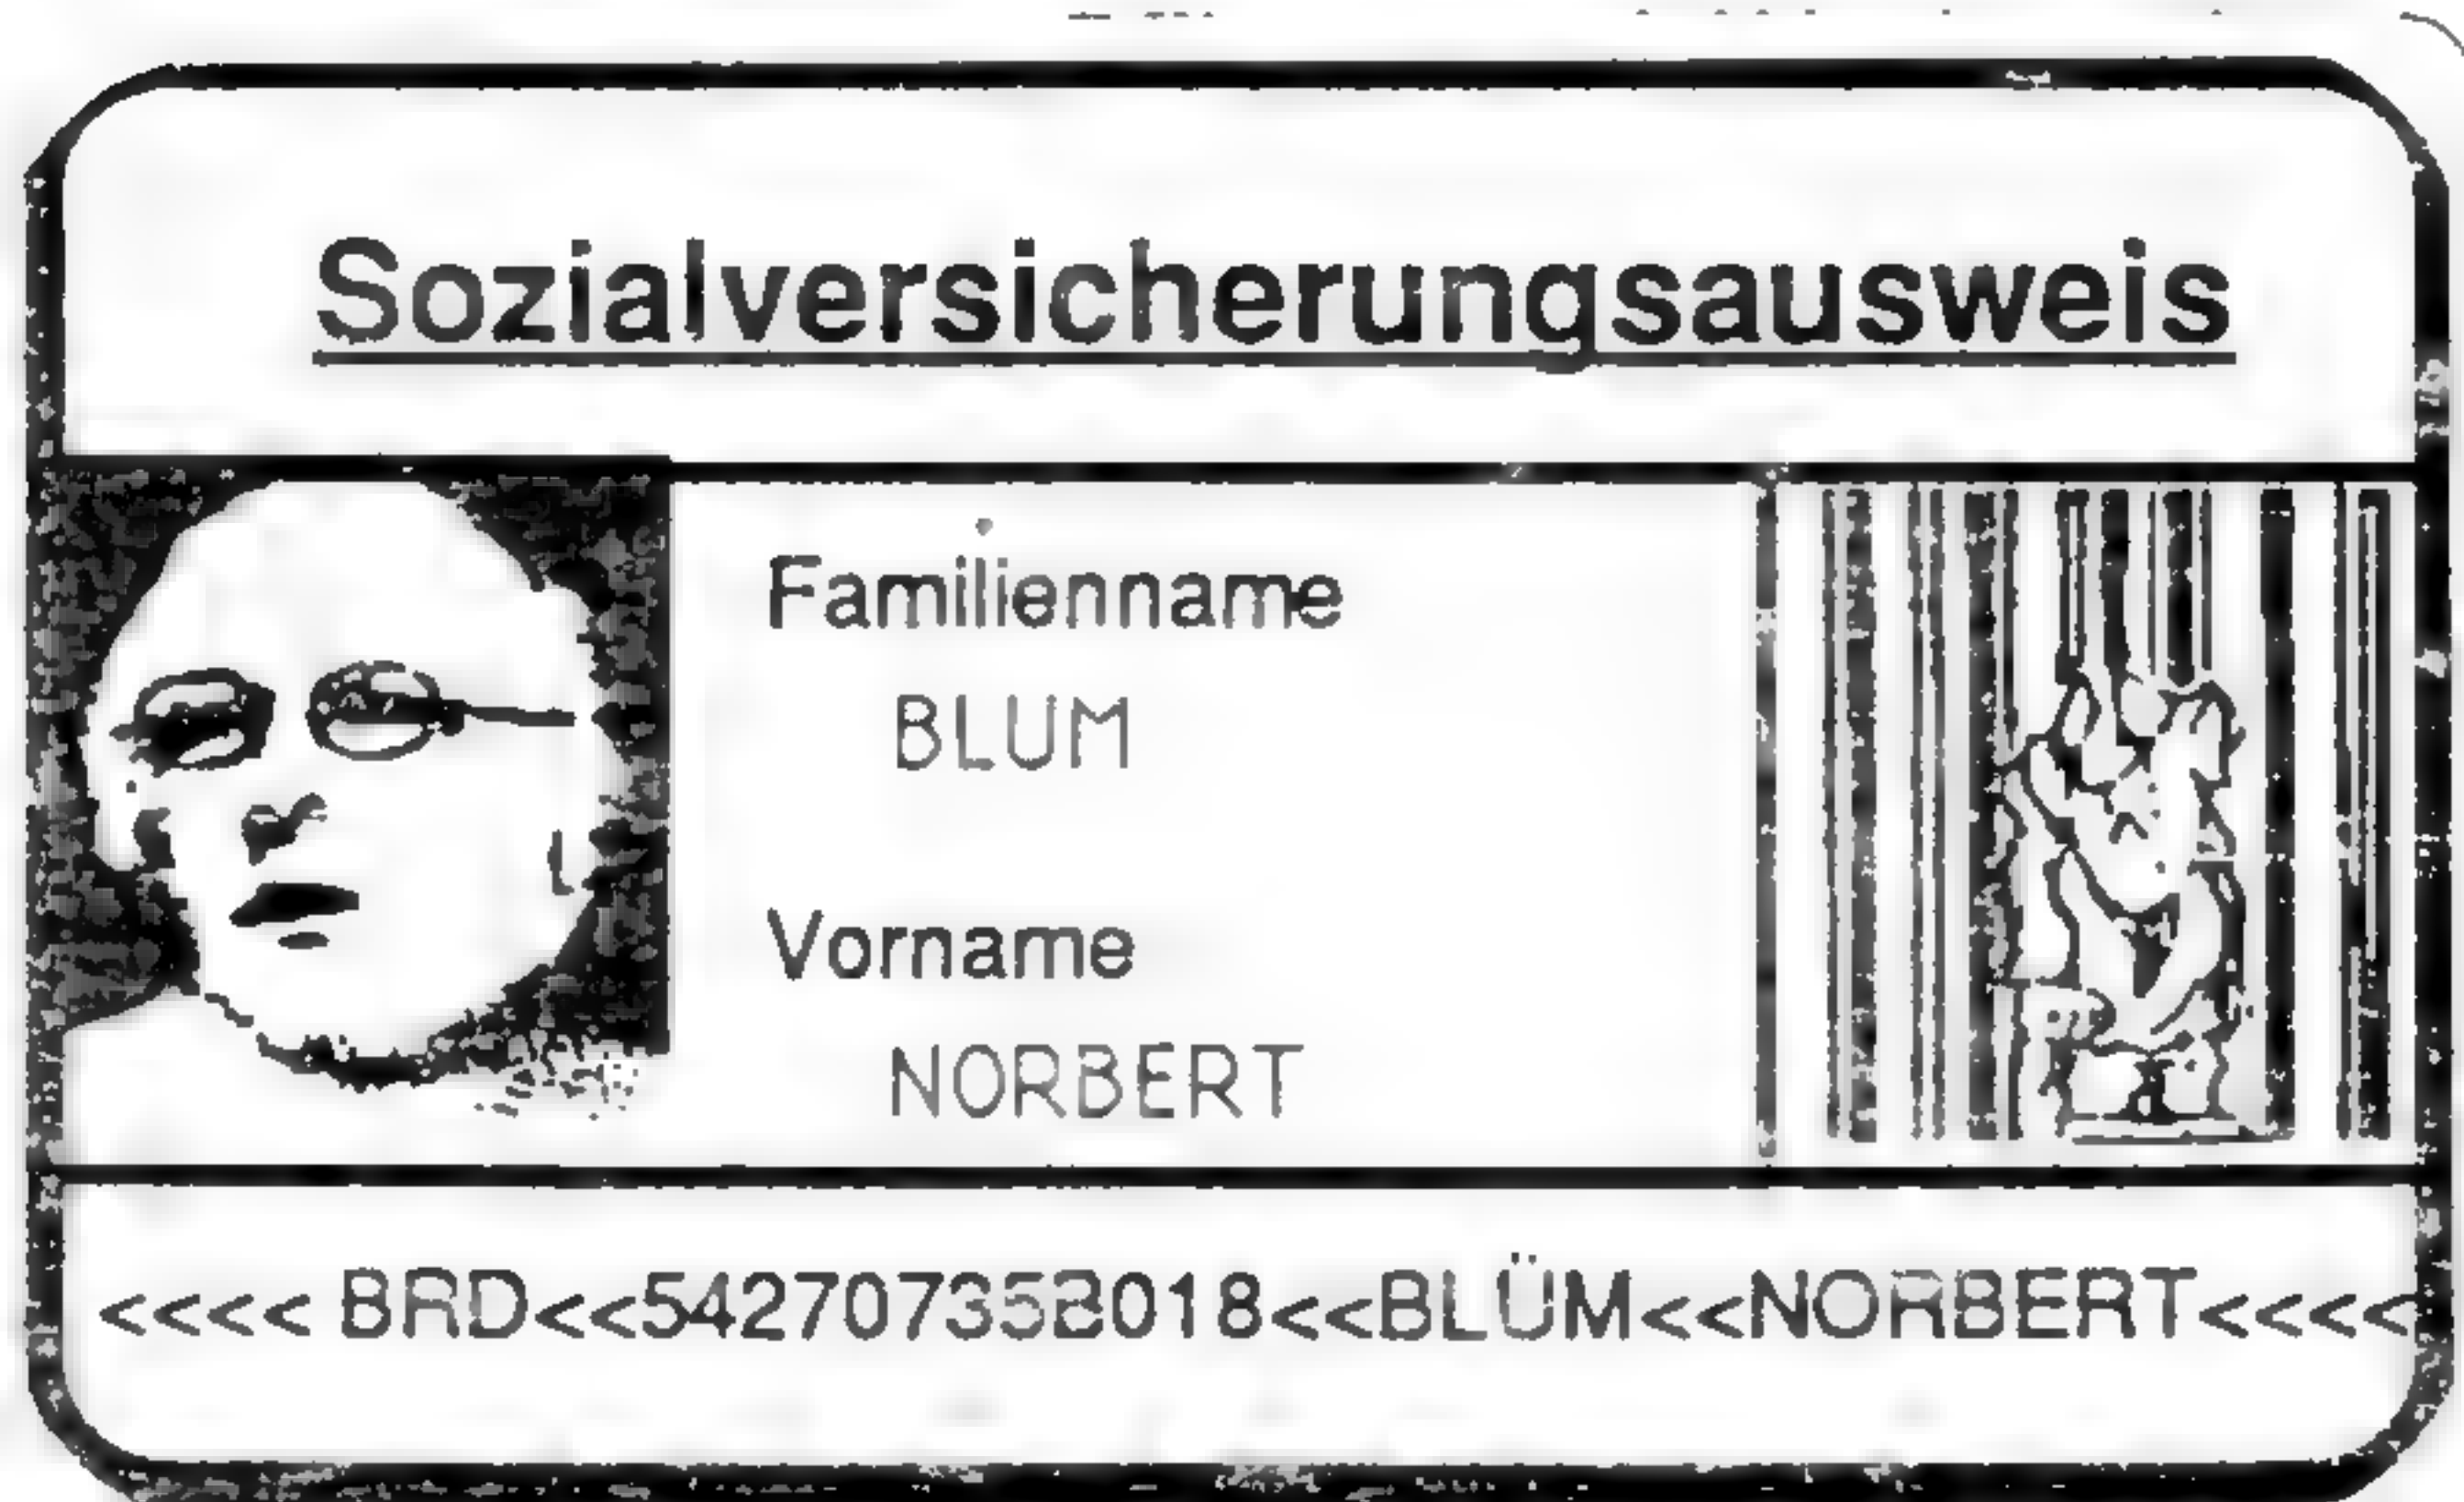 Sozialversicherungsausweis
Familienname
BLUM
Vorname
NORBERT
<<<< BRD<<542707352018<<BLÜM<<NORBERT<<<<